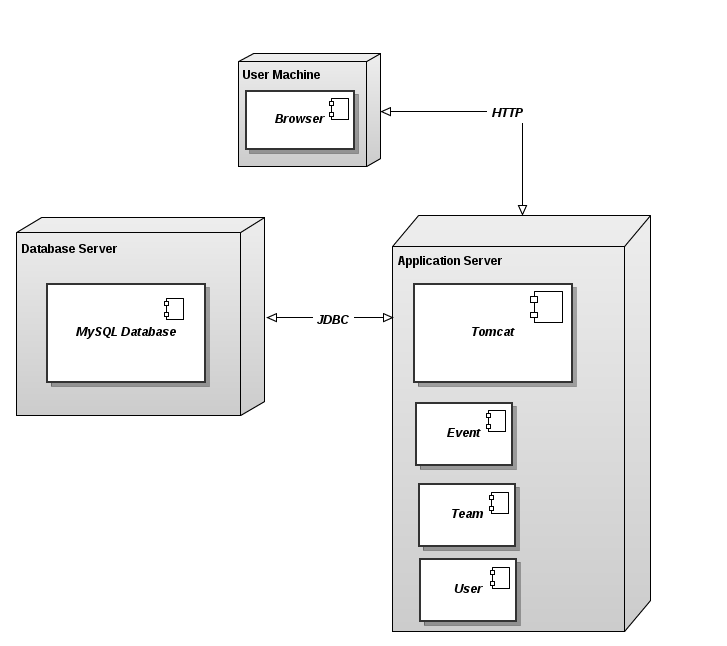 User Machine
Browser
HTTP
Database Server
MySQL Database
JDBC
Application Server
Tomcat
Event
Team
User